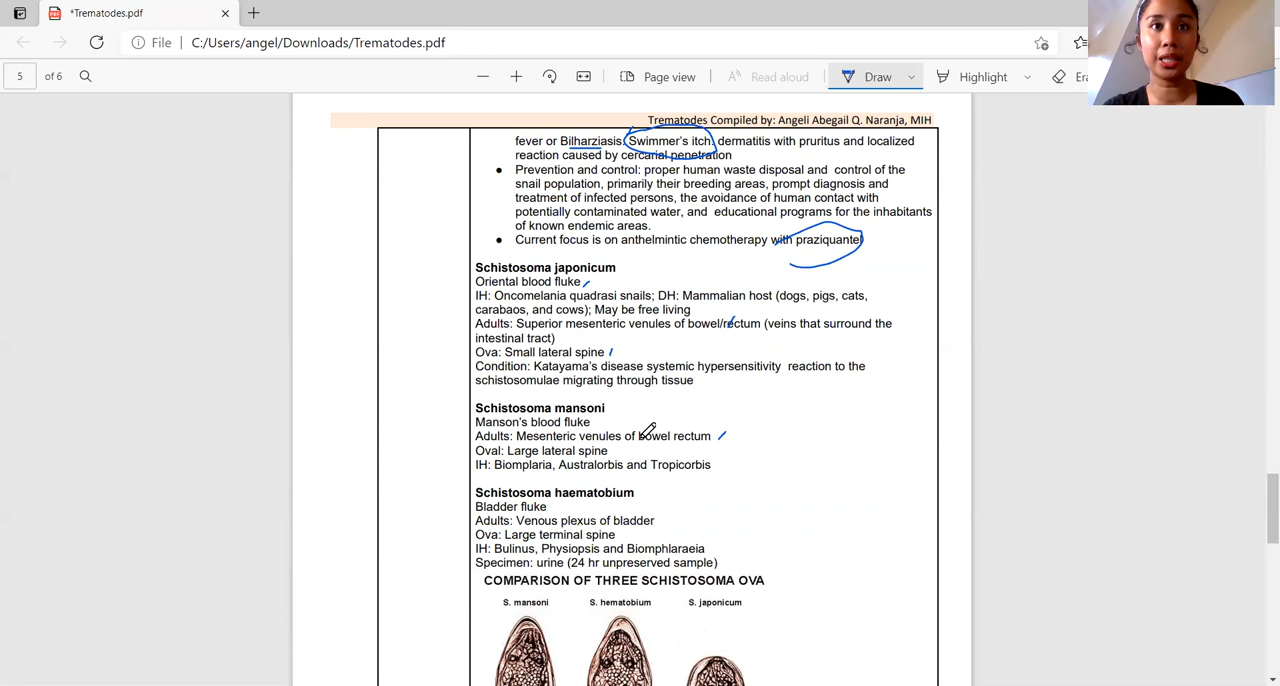 *Trematodes.pdf
File
C:/Users/angel/Downloads/Trematodes.pdf
5
of 6
Page view
Read aloud
Draw
Highlight
Era
Trematodes Compiled by: Angeli Abegail Q. Naranja, MIH
fever or Bilharziasis. Swimmer's itch: dermatitis with pruritus and localized
reaction caused by cercarial penetration
● Prevention and control: proper human waste disposal and control of the
snail population, primarily their breeding areas, prompt diagnosis and
treatment of infected persons, the avoidance of human contact with
potentially contaminated water, and educational programs for the inhabitants
of known endemic areas.
● Current focus is on anthelmintic chemotherapy with praziquantel
Schistosoma japonicum
Oriental blood fluke
IH: Oncomelania quadrasi snails; DH: Mammalian host (dogs, pigs, cats,
carabaos, and cows); May be free living
Adults: Superior mesenteric venules of bowel/rectum (veins that surround the
intestinal tract)
Ova: Small lateral spine
Condition: Katayama's disease systemic hypersensitivity reaction to the
schistosomulae migrating through tissue
Schistosoma mansoni
Manson's blood fluke
Adults: Mesenteric venules of bowel rectum
Oval: Large lateral spine
IH: Biomplaria, Australorbis and Tropicorbis
Schistosoma haematobium
Bladder fluke
Adults: Venous plexus of bladder
Ova: Large terminal spine
IH: Bulinus, Physiopsis and Biomphlaraeia
Specimen: urine (24 hr unpreserved sample)
COMPARISON OF THREE SCHISTOSOMA OVA
S. mansoni
S. hematobium
S. japonicum